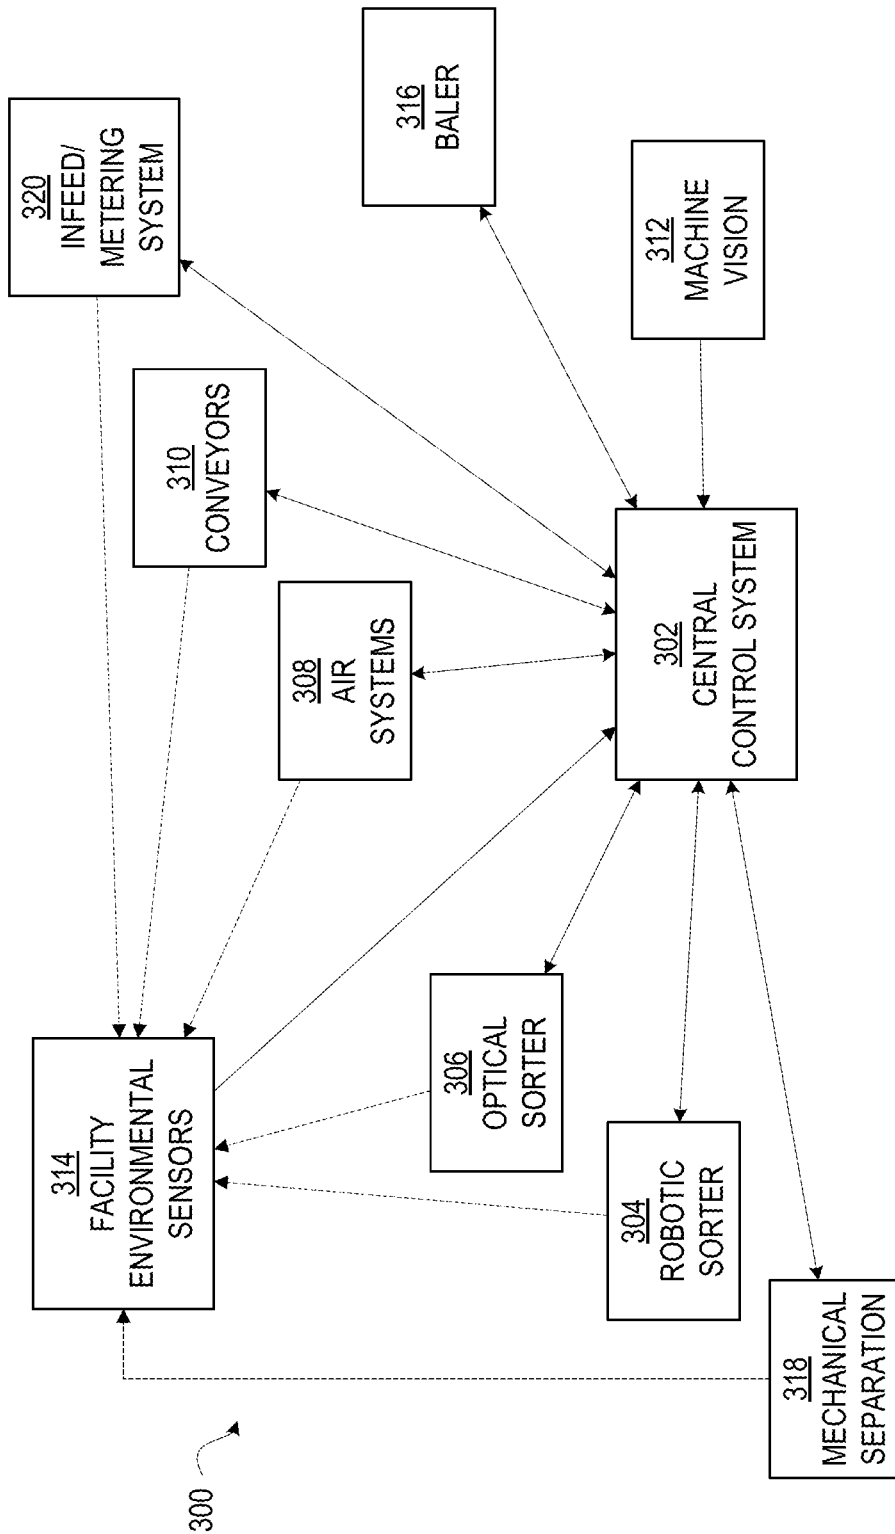 320
INFEED/
METERING
SYSTEM
314
FACILITY
ENVIRONMENTAL
SENSORS
310
CONVEYORS
300
308
AIR
SYSTEMS
316
BALER
306
OPTICAL
SORTER
304
ROBOTIC
SORTER
302
CENTRAL
CONTROL SYSTEM
312
MACHINE
VISION
318
MECHANICAL
SEPARATION